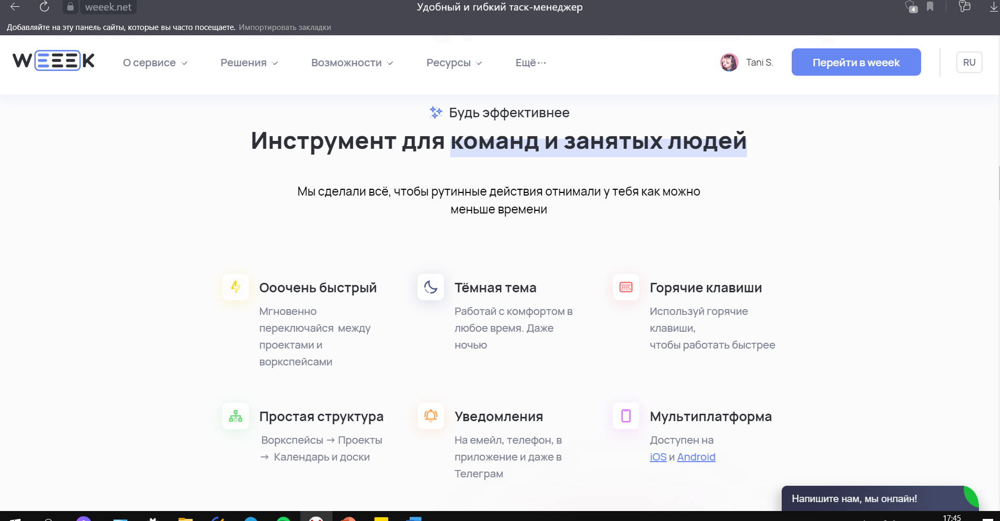 weeek.net
Удобный и гибкий таск-менеджер
4
Добавляйте на эту панель сайты, которые вы часто посещаете. Импортировать закладки
WEEEK
О сервисе
Решения
Возможности
Ресурсы
Ещё
Tani S.
Перейти в weeek
RU
Будь эффективнее
Инструмент для команд и занятых людей
Мы сделали всё, чтобы рутинные действия отнимали у тебя как можно
меньше времени
Ооочень быстрый
Мгновенно
переключайся между
проектами и
воркспейсами
Тёмная тема
Работай с комфортом в
любое время. Даже
ночью
Горячие клавиши
Используй горячие
клавиши,
чтобы работать быстрее
Простая структура
Воркспейсы → Проекты
→ Календарь и доски
Уведомления
На емейл, телефон, в
приложение и даже в
Телеграм
Мультиплатформа
Доступен на
iOS и Android
Напишите нам, мы онлайн!
17:45